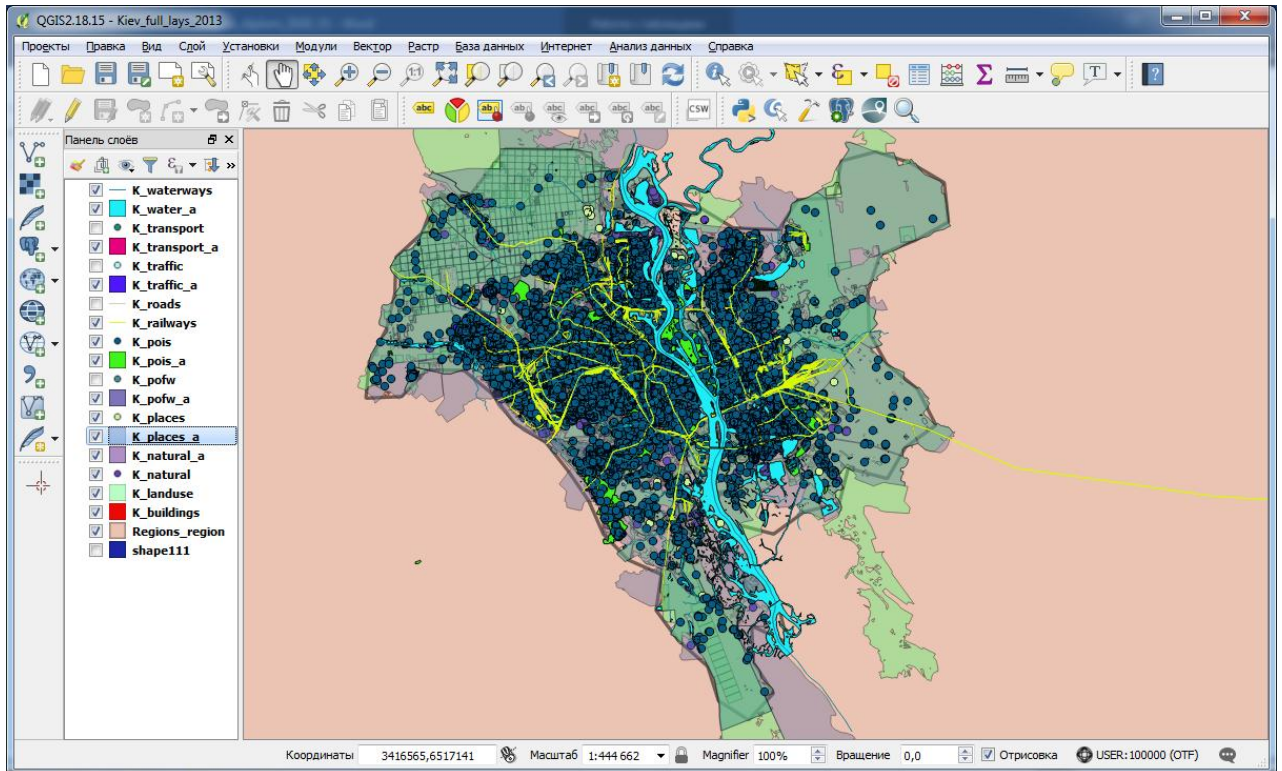 QGIS2.18.15 - Kiev_full_lays_2013
Проекты Правка Вид Слой Установки Модули Вектор Растр База данных Интернет Анализ данных Справка
Панель слоёв
K_waterways
K_water_a
K_transport
K_transport_a
K_traffic
K_traffic_a
K_roads
K_railways
K_pois
K_pois_a
K_pofw
K_pofw_a
K_places
K_places_a
K_natural_a
K_natural
K_landuse
K_buildings
Regions_region
shape111
Координаты 3416565,6517141 Масштаб 1:444 662 Magnifier 100% Вращение 0,0 Отрисовка USER:100000 (OTF)